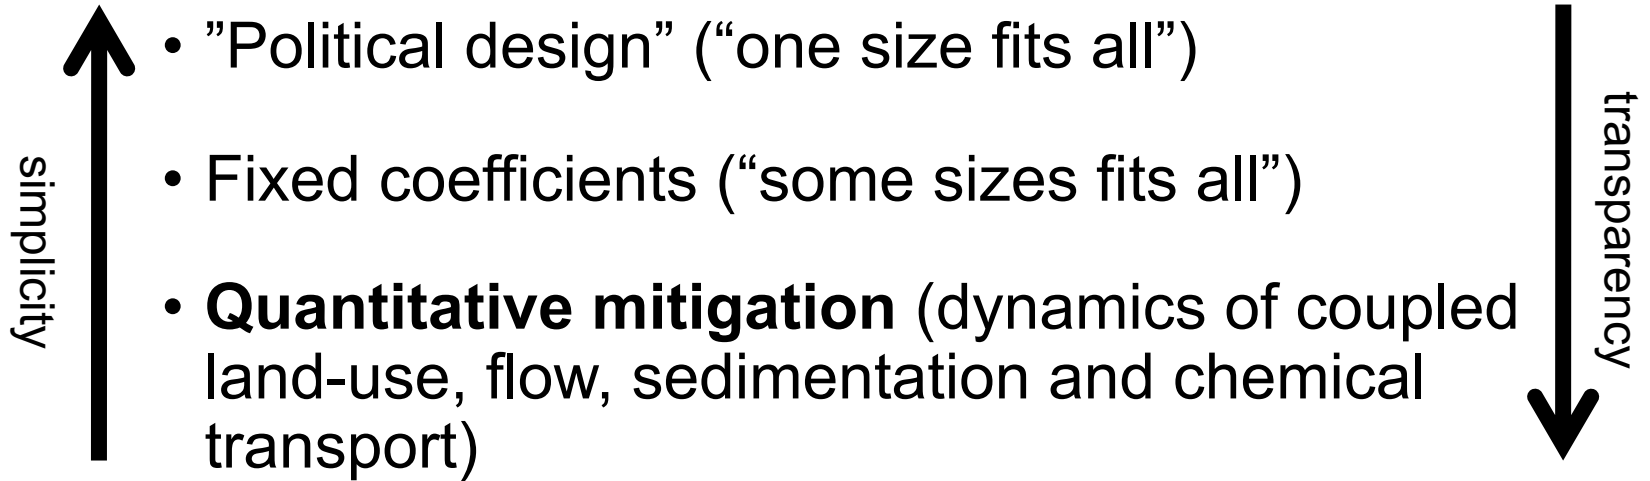 simplicity
• ”Political design” (“one size fits all”)
• Fixed coefficients (“some sizes fits all”)
• Quantitative mitigation (dynamics of coupled
land-use, flow, sedimentation and chemical
transport)
transparency